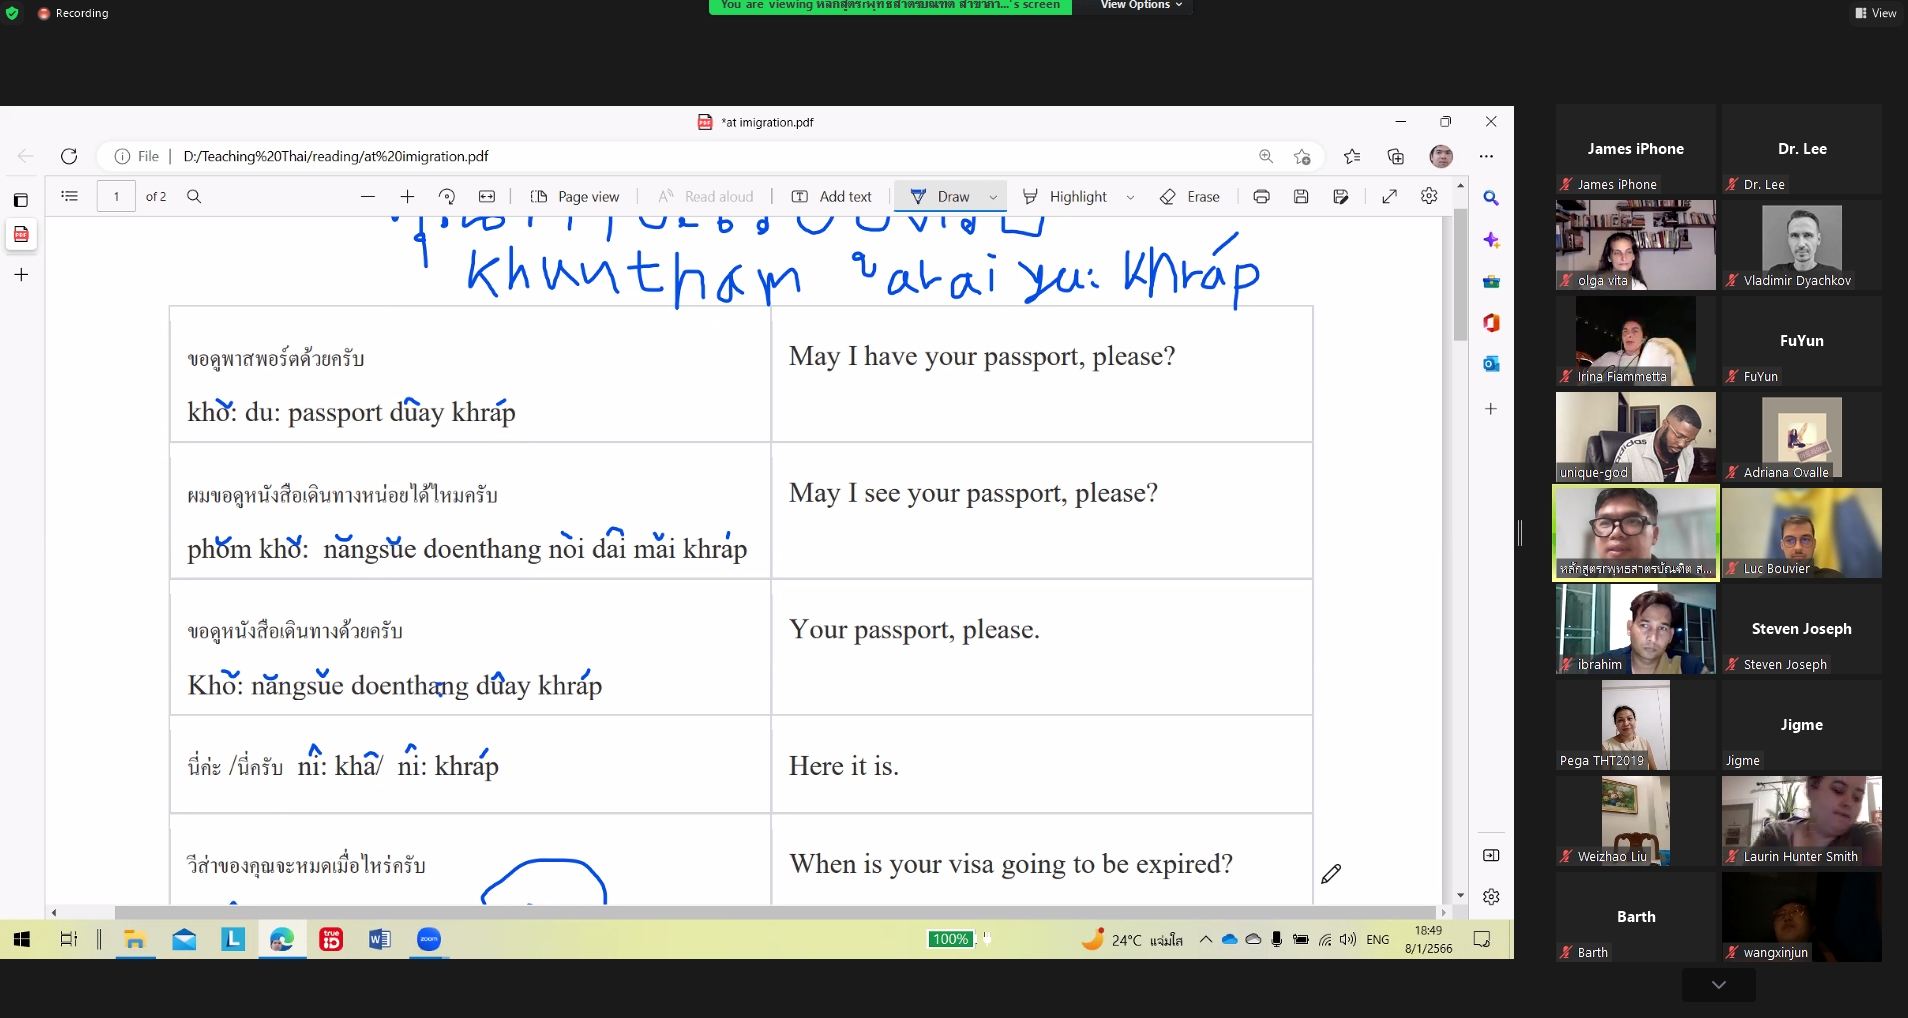 Recording
You are viewing หลักสูตรพุทธสาตรบัณฑิต สาขาภา...'s screen
View Options
View
*at imigration.pdf
File
D:/Teaching%20Thai/reading/at%20imigration.pdf
1 of 2
Page view
Read aloud
Add text
Draw
Highlight
Erase
khuntham arai yu: khráp
ขอดูพาสพอร์ตด้วยครับ
khǒ: du: passport dûay khráp
May I have your passport, please?
ผมขอดูหนังสือเดินทางหน่อยได้ไหมครับ
phǒm khǒ: nǎngsǔe doenthang nòi dâi mǎi khráp
May I see your passport, please?
ขอดูหนังสือเดินทางด้วยครับ
Khǒ: nǎngsǔe doenthang dûay khráp
Your passport, please.
นี่ค่ะ /นี่ครับ nî: khâ/ nî: khráp
Here it is.
วีส่าของคุณจะหมดเมื่อไหร่ครับ
When is your visa going to be expired?
true iD
zoom
100%
24°C แจ่มใส
ENG
18:49
8/1/2566
James iPhone
James iPhone
Dr. Lee
Dr. Lee
olga vita
Vladimir Dyachkov
Irina Fiammetta
FuYun
FuYun
adidas
unique-god
Adriana Ovalle
หลักสูตรพุทธสาตรบัณฑิต ส...
Luc Bouvier
ibrahim
Steven Joseph
Steven Joseph
Pega THT2019
Jigme
Jigme
Weizhao Liu
Laurin Hunter Smith
Barth
Barth
wangxinjun